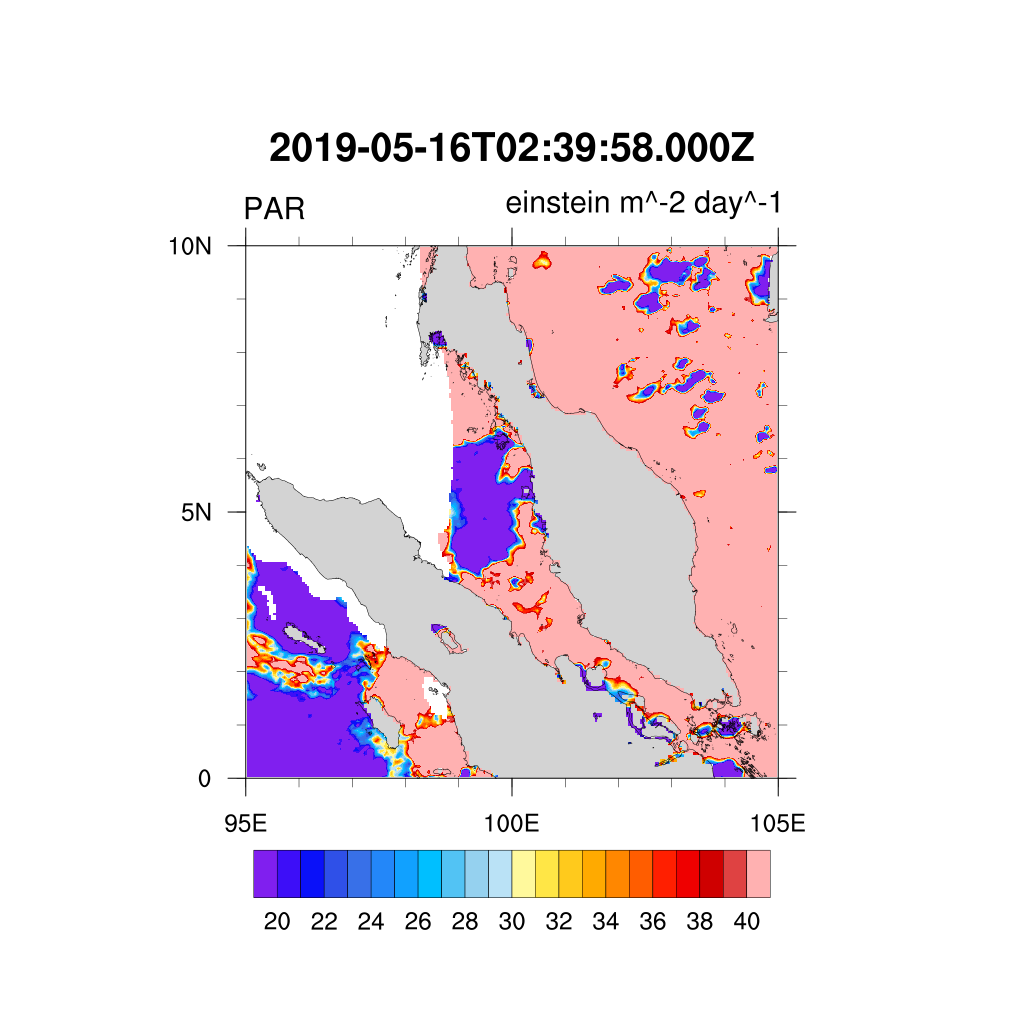 2019-05-16T02:39:58.000Z
PAR einstein m^-2 day^-1
10N
5N
0
95E 100E 105E
20 22 24 26 28 30 32 34 36 38 40